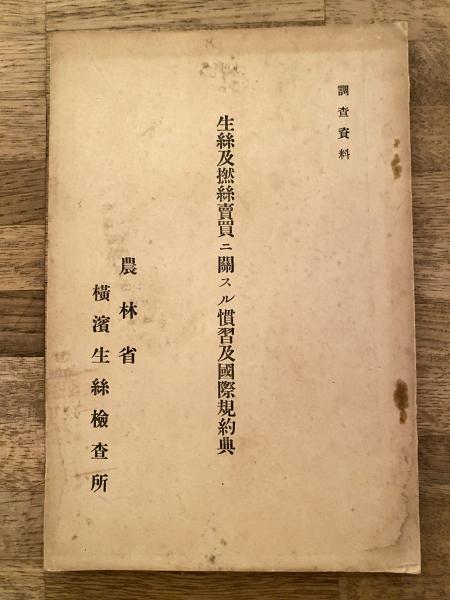 調査資料
生絲及撚絲賣買ニ關スル慣習及國際規約典
農林省
横濱生絲檢査所